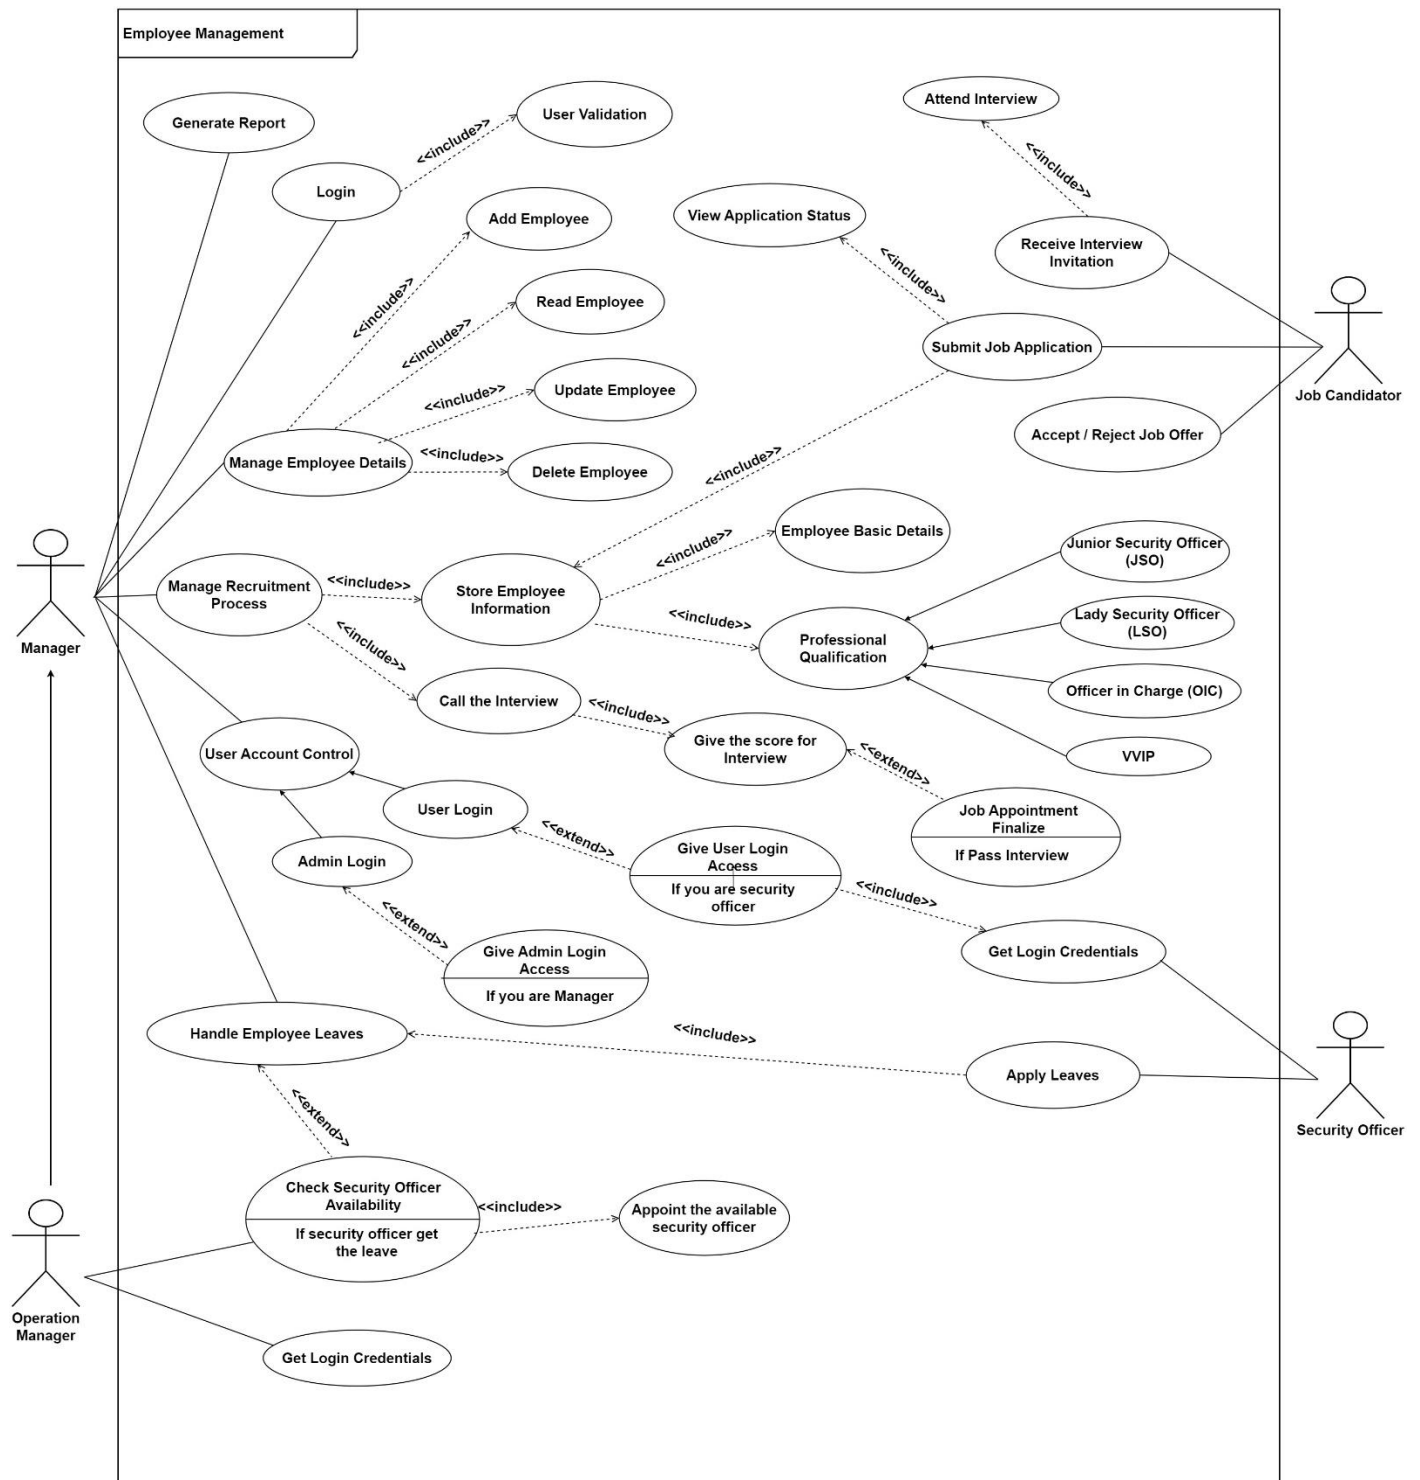 Employee Management
Generate Report
User Validation
Attend Interview
<<include>>
<<include>>
Login
Add Employee
View Application Status
Receive Interview
Invitation
<<include>>
<<include>>
Read Employee
<<include>>
Submit Job Application
Update Employee
<<include>>
Job Candidator
Accept / Reject Job Offer
Manage Employee Details
<<include>>
Delete Employee
<<include>>
Employee Basic Details
<<include>>
Junior Security Officer
(JSO)
Manager
Manage Recruitment
Process
<<include>>
Store Employee
Information
<<include>>
Professional
Qualification
Lady Security Officer
(LSO)
<<include>>
Officer in Charge (OIC)
Call the Interview
<<include>>
Give the score for
Interview
<<extend>>
VVIP
User Account Control
User Login
Job Appointment
Finalize
If Pass Interview
Admin Login
<<extend>>
Give User Login
Access
If you are security
officer
<<include>>
<<extend>>
Give Admin Login
Access
If you are Manager
Get Login Credentials
Handle Employee Leaves
<<include>>
Apply Leaves
Security Officer
<<extend>>
Check Security Officer
Availability
If security officer get
the leave
<<include>>
Appoint the available
security officer
Operation
Manager
Get Login Credentials